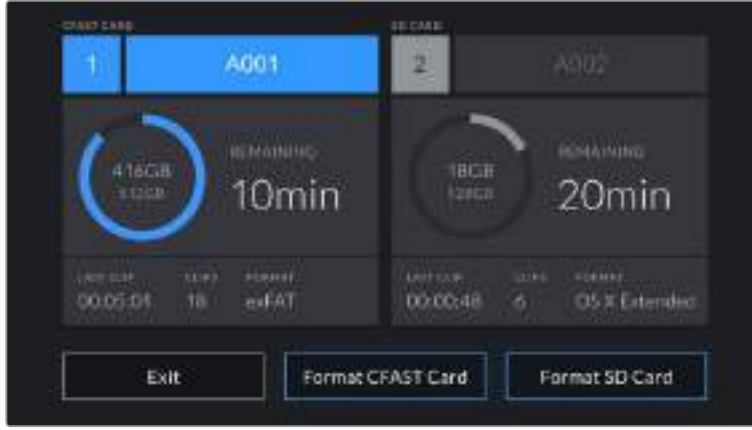 CFAST CARD
SD CARD
1
A001
2
A002
416GB
512GB
REMAINING
10min
18GB
128GB
REMAINING
20min
LAST CLIP CLIPS FORMAT
00:05:01 18 exFAT
LAST CLIP CLIPS FORMAT
00:00:48 6 OS X Extended
Exit
Format CFAST Card
Format SD Card